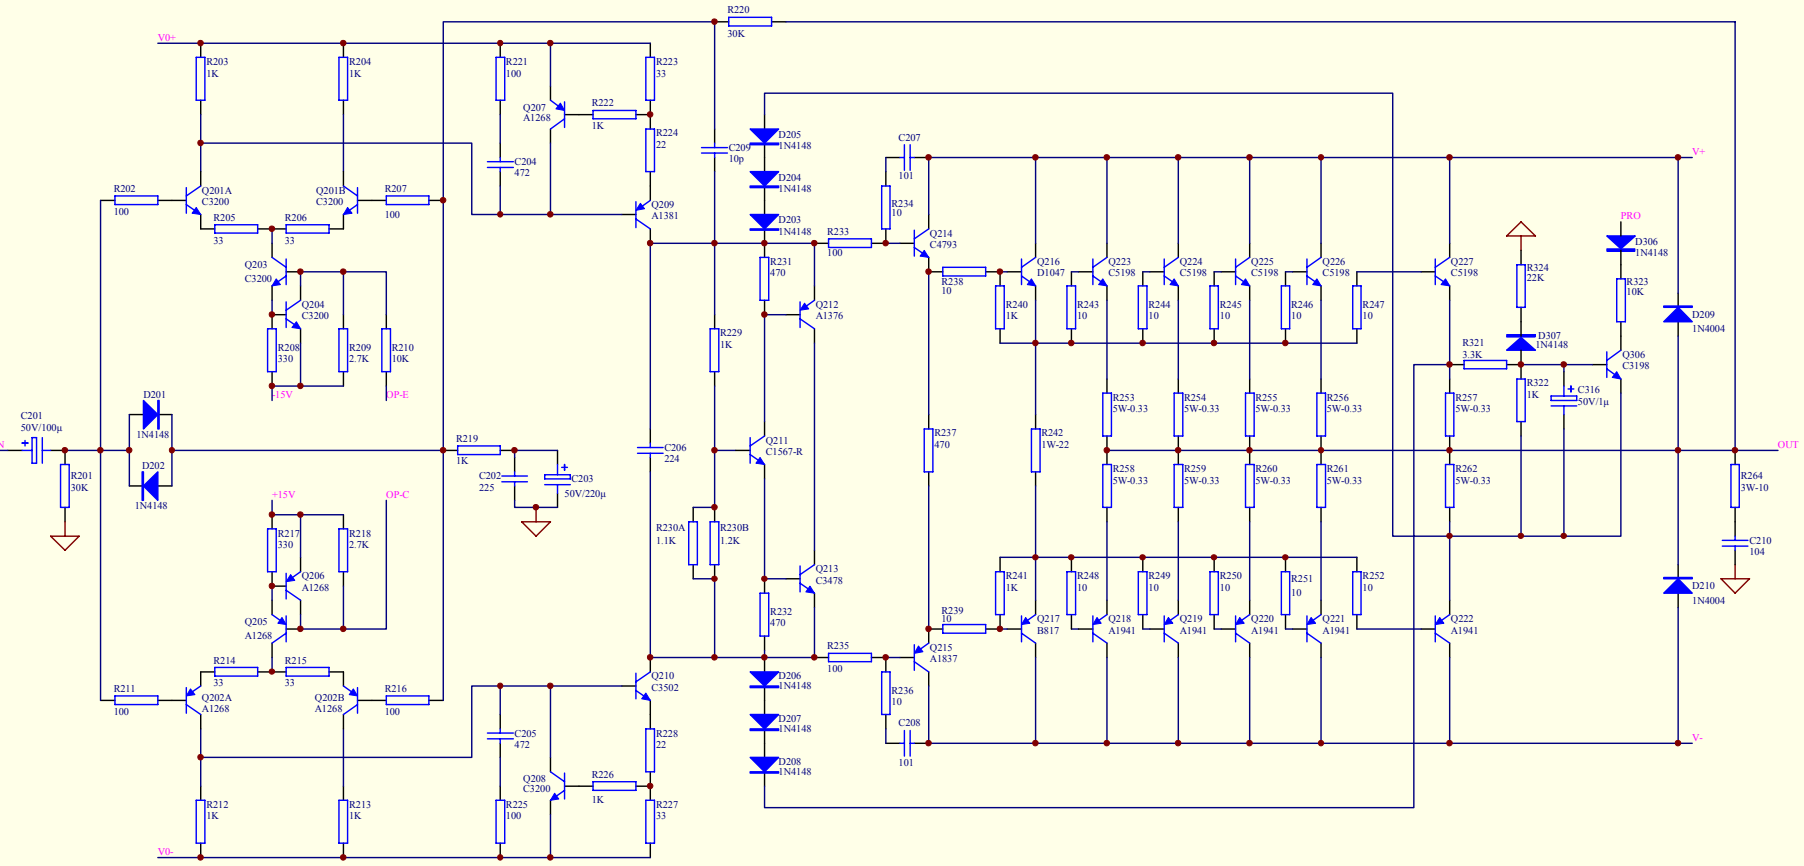 R220
30K
V0+
R203
1K
R204
1K
R221
100
R223
33
Q207
A1268
R222
1K
R224
22
C204
472
C209
10p
D205
1N4148
D204
1N4148
D203
1N4148
C207
101
V+
R202
100
Q201A
C3200
Q201B
C3200
R207
100
R205
33
R206
33
Q209
A1381
R233
100
R234
10
Q214
C4793
PRO
D306
1N4148
Q203
C3200
Q204
C3200
R208
330
R209
2.7K
R210
10K
-15V
OP-E
R231
470
Q212
A1376
R229
1K
R238
10
Q216
D1047
Q223
C5198
Q224
C5198
Q225
C5198
Q226
C5198
Q227
C5198
R240
1K
R243
10
R244
10
R245
10
R246
10
R247
10
R324
22K
R323
10K
D209
1N4004
D307
1N4148
R321
3.3K
Q306
C3198
R322
1K
C316
50V/1μ
D201
1N4148
C201
50V/100μ
N
R201
30K
D202
1N4148
R219
1K
C202
225
C203
50V/220μ
C206
224
Q211
C1567-R
R237
470
R242
1W-22
R253
5W-0.33
R254
5W-0.33
R255
5W-0.33
R256
5W-0.33
R257
5W-0.33
OUT
R258
5W-0.33
R259
5W-0.33
R260
5W-0.33
R261
5W-0.33
R262
5W-0.33
R264
3W-10
C210
104
+15V
OP-C
R217
330
R218
2.7K
Q206
A1268
Q205
A1268
R230A
1.1K
R230B
1.2K
Q213
C3478
R232
470
R241
1K
R248
10
R249
10
R250
10
R251
10
R252
10
D210
1N4004
R239
10
Q217
B817
Q218
A1941
Q219
A1941
Q220
A1941
Q221
A1941
Q222
A1941
R214
33
R215
33
R211
100
Q202A
A1268
Q202B
A1268
R216
100
Q210
C3502
R235
100
Q215
A1837
R236
10
D206
1N4148
D207
1N4148
D208
1N4148
C208
101
V-
C205
472
R228
22
Q208
C3200
R226
1K
R212
1K
R213
1K
R225
100
R227
33
V0-